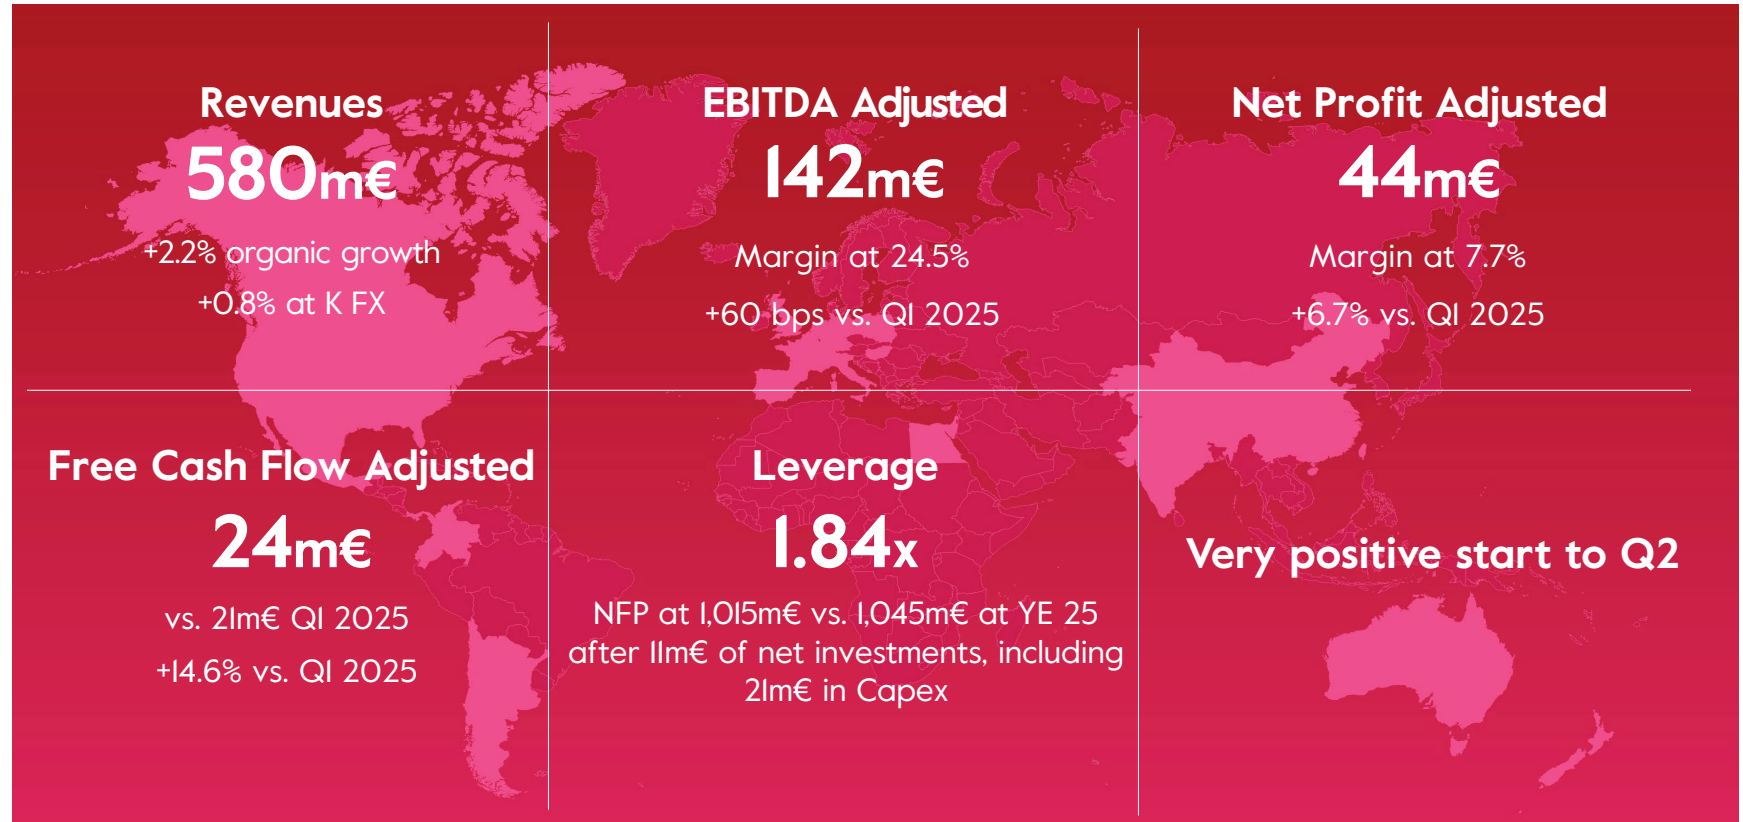 Revenues
580m€
+2.2% organic growth
+0.8% at K FX
EBITDA Adjusted
142m€
Margin at 24.5%
+60 bps vs. Q1 2025
Net Profit Adjusted
44m€
Margin at 7.7%
+6.7% vs. Q1 2025
Free Cash Flow Adjusted
24m€
vs. 21m€ Q1 2025
+14.6% vs. Q1 2025
Leverage
1.84x
NFP at 1,015m€ vs. 1,045m€ at YE 25
after 11m€ of net investments, including
21m€ in Capex
Very positive start to Q2